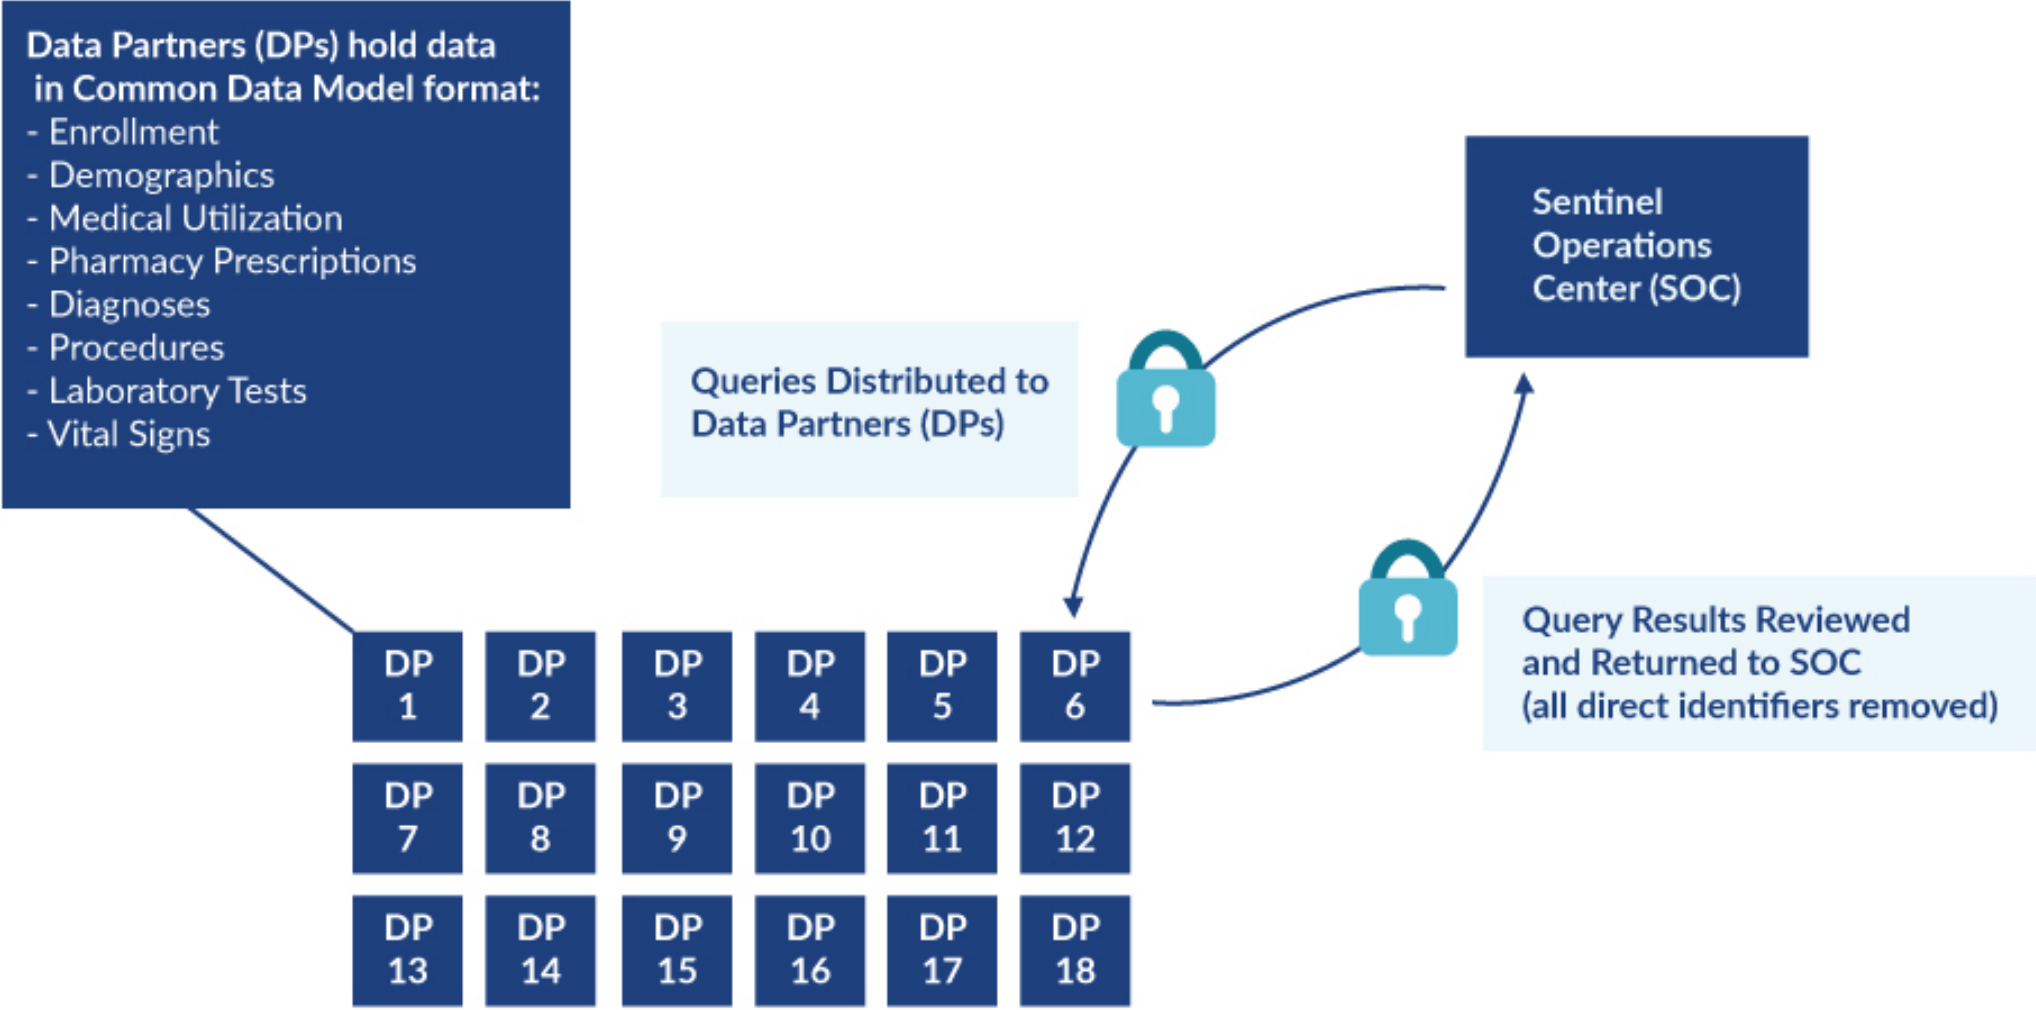 Data Partners (DPs) hold data
in Common Data Model format:
- Enrollment
- Demographics
- Medical Utilization
- Pharmacy Prescriptions
- Diagnoses
- Procedures
- Laboratory Tests
- Vital Signs
Sentinel
Operations
Center (SOC)
Queries Distributed to
Data Partners (DPs)
Query Results Reviewed
and Returned to SOC
(all direct identifiers removed)
DP
1
DP
2
DP
3
DP
4
DP
5
DP
6
DP
7
DP
8
DP
9
DP
10
DP
11
DP
12
DP
13
DP
14
DP
15
DP
16
DP
17
DP
18